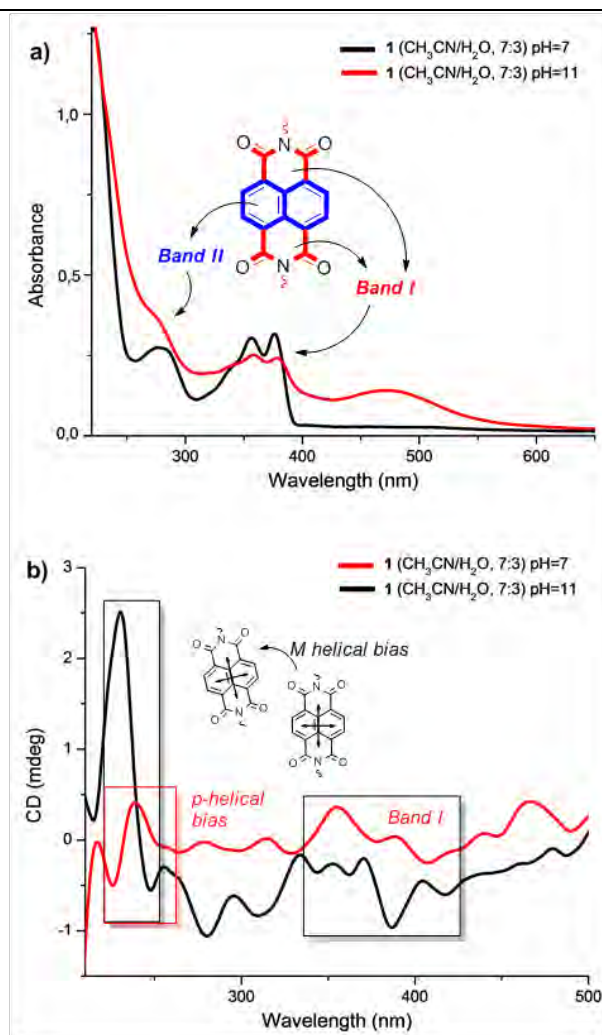 a)
1 (CH3CN/H2O, 7:3) pH=7
1 (CH3CN/H2O, 7:3) pH=11
1,0
0,5
0,0
Absorbance
O N O
O N O
Band II
Band I
300 400 500 600
Wavelength (nm)
b)
1 (CH3CN/H2O, 7:3) pH=7
1 (CH3CN/H2O, 7:3) pH=11
3
2
1
0
-1
CD (mdeg)
O N O
O N O
M helical bias
O N O
O N O
p-helical
bias
Band I
300 400 500
Wavelength (nm)